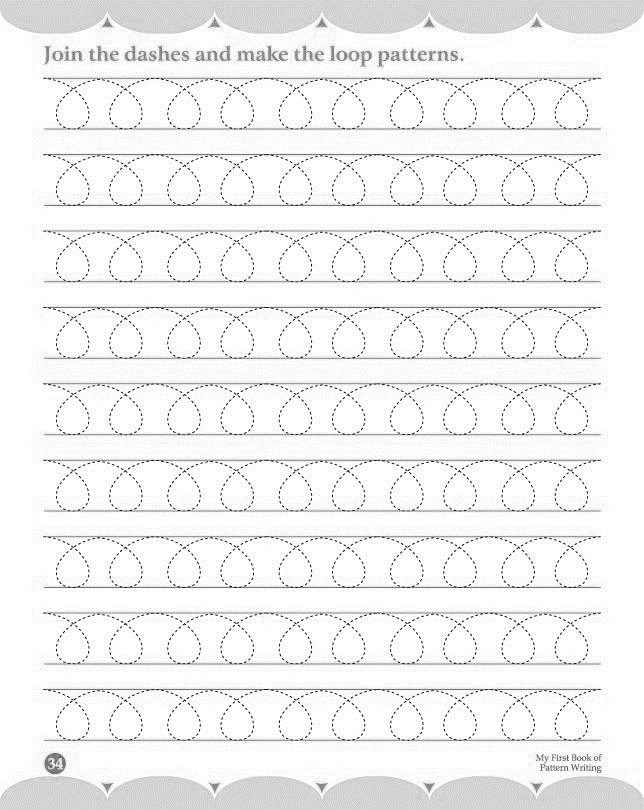 Join the dashes and make the loop patterns.
34
My First Book of
Pattern Writing